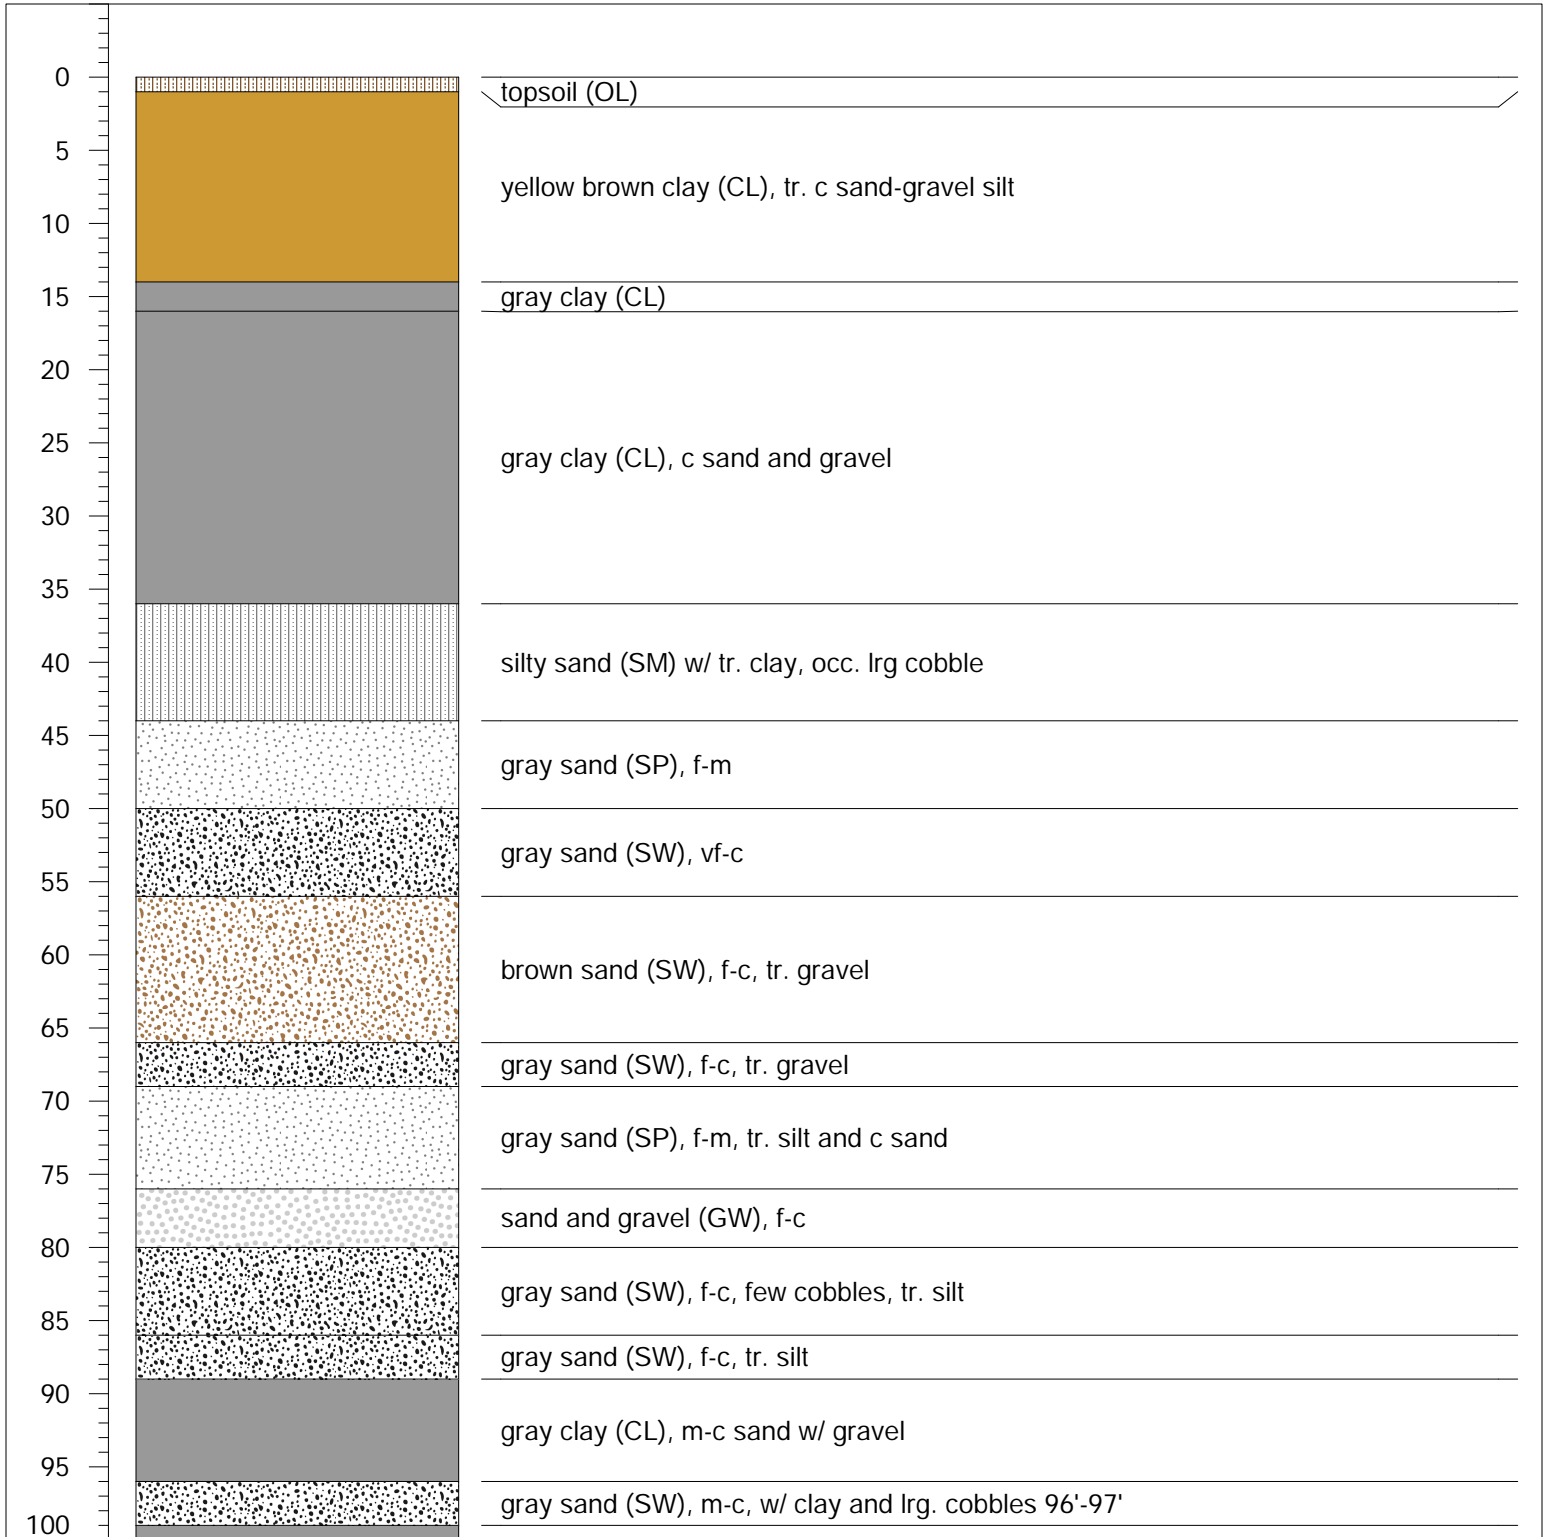 0
topsoil (OL)
5
yellow brown clay (CL), tr. c sand-gravel silt
10
15
gray clay (CL)
20
25
gray clay (CL), c sand and gravel
30
35
40
silty sand (SM) w/ tr. clay, occ. lrg cobble
45
gray sand (SP), f-m
50
gray sand (SW), vf-c
55
60
brown sand (SW), f-c, tr. gravel
65
gray sand (SW), f-c, tr. gravel
70
gray sand (SP), f-m, tr. silt and c sand
75
sand and gravel (GW), f-c
80
gray sand (SW), f-c, few cobbles, tr. silt
85
gray sand (SW), f-c, tr. silt
90
gray clay (CL), m-c sand w/ gravel
95
gray sand (SW), m-c, w/ clay and lrg. cobbles 96'-97'
100